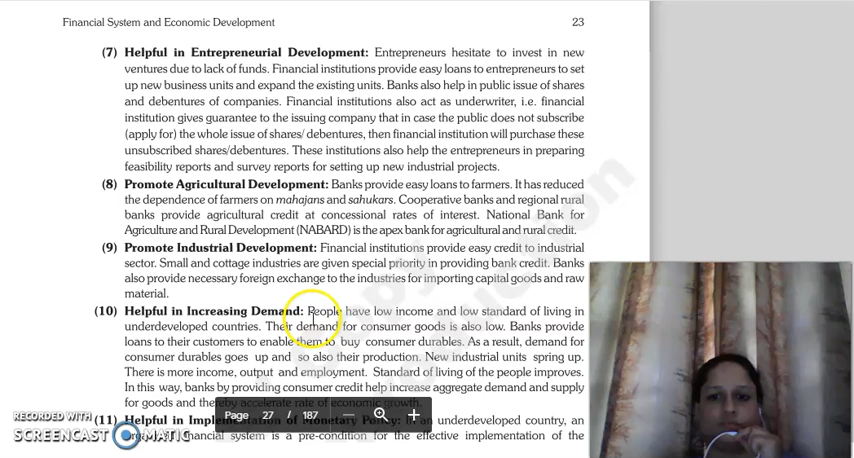 Financial System and Economic Development 23
(7) Helpful in Entrepreneurial Development: Entrepreneurs hesitate to invest in new
ventures due to lack of funds. Financial institutions provide easy loans to entrepreneurs to set
up new business units and expand the existing units. Banks also help in public issue of shares
and debentures of companies. Financial institutions also act as underwriter, i.e. financial
institution gives guarantee to the issuing company that in case the public does not subscribe
(apply for) the whole issue of shares/ debentures, then financial institution will purchase these
unsubscribed shares/debentures. These institutions also help the entrepreneurs in preparing
feasibility reports and survey reports for setting up new industrial projects.
(8) Promote Agricultural Development: Banks provide easy loans to farmers. It has reduced
the dependence of farmers on mahajans and sahukars. Cooperative banks and regional rural
banks provide agricultural credit at concessional rates of interest. National Bank for
Agriculture and Rural Development (NABARD) is the apex bank for agricultural and rural credit.
(9) Promote Industrial Development: Financial institutions provide easy credit to industrial
sector. Small and cottage industries are given special priority in providing bank credit. Banks
also provide necessary foreign exchange to the industries for importing capital goods and raw
material.
(10) Helpful in Increasing Demand: People have low income and low standard of living in
underdeveloped countries. Their demand for consumer goods is also low. Banks provide
loans to their customers to enable them to buy consumer durables. As a result, demand for
consumer durables goes up and so also their production. New industrial units spring up.
There is more income, output and employment. Standard of living of the people improves.
In this way, banks by providing consumer credit help increase aggregate demand and supply
for goods and thereby accelerate rate of economic growth.
(11) Helpful in Implementation of Monetary Policy: In an underdeveloped country, an
financial system is a pre-condition for the effective implementation of the
Page 27 / 187
RECORDED WITH
SCREENCAST MATIC